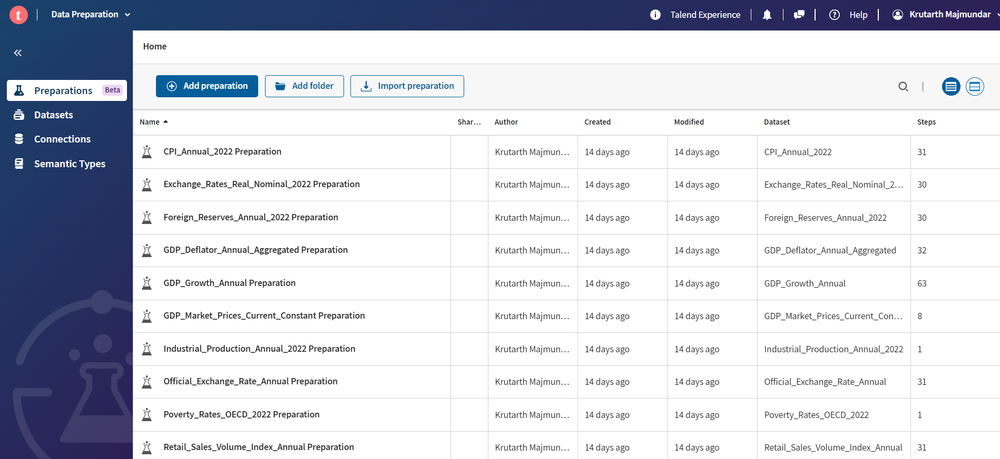 t Data Preparation Talend Experience Help Krutarth Majmundar
Home
Preparations Beta
Datasets
Connections
Semantic Types
Add preparation Add folder Import preparation
Name Shar... Author Created Modified Dataset Steps
CPI_Annual_2022 Preparation Krutarth Majmun... 14 days ago 14 days ago CPI_Annual_2022 31
Exchange_Rates_Real_Nominal_2022 Preparation Krutarth Majmun... 14 days ago 14 days ago Exchange_Rates_Real_Nominal_2... 30
Foreign_Reserves_Annual_2022 Preparation Krutarth Majmun... 14 days ago 14 days ago Foreign_Reserves_Annual_2022 30
GDP_Deflator_Annual_Aggregated Preparation Krutarth Majmun... 14 days ago 14 days ago GDP_Deflator_Annual_Aggregated 32
GDP_Growth_Annual Preparation Krutarth Majmun... 14 days ago 14 days ago GDP_Growth_Annual 63
GDP_Market_Prices_Current_Constant Preparation Krutarth Majmun... 14 days ago 14 days ago GDP_Market_Prices_Current_Con... 8
Industrial_Production_Annual_2022 Preparation Krutarth Majmun... 14 days ago 14 days ago Industrial_Production_Annual_2022 1
Official_Exchange_Rate_Annual Preparation Krutarth Majmun... 14 days ago 14 days ago Official_Exchange_Rate_Annual 31
Poverty_Rates_OECD_2022 Preparation Krutarth Majmun... 14 days ago 14 days ago Poverty_Rates_OECD_2022 1
Retail_Sales_Volume_Index_Annual Preparation Krutarth Majmun... 14 days ago 14 days ago Retail_Sales_Volume_Index_Annual 31